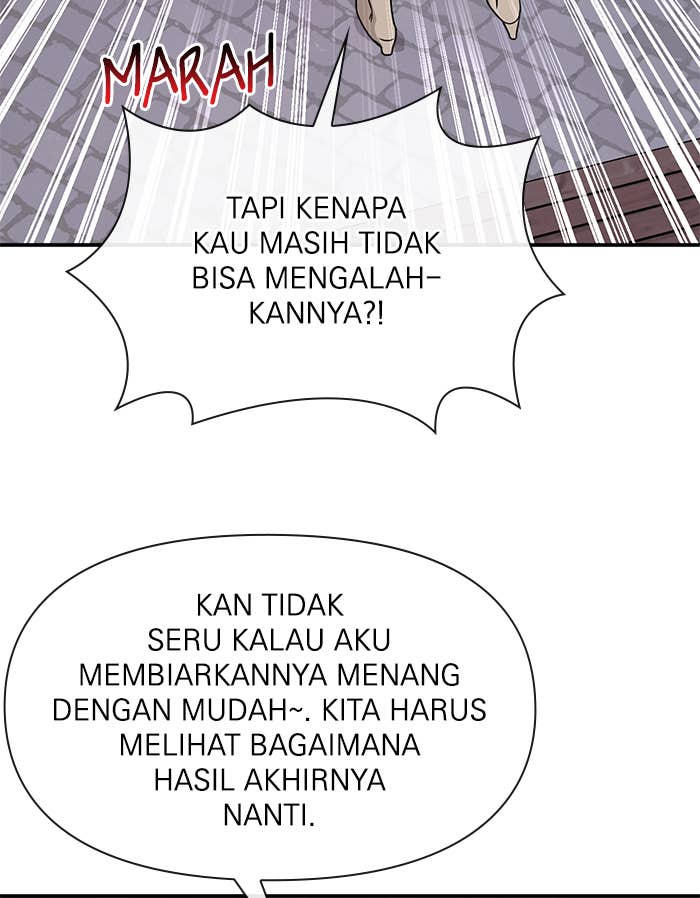 MARAH
TAPI KENAPA
KAU MASIH TIDAK
BISA MENGALAH-
KANNYA?!
KAN TIDAK
SERU KALAU AKU
MEMBIARKANNYA MENANG
DENGAN MUDAH~. KITA HARUS
MELIHAT BAGAIMANA
HASIL AKHIRNYA
NANTI.